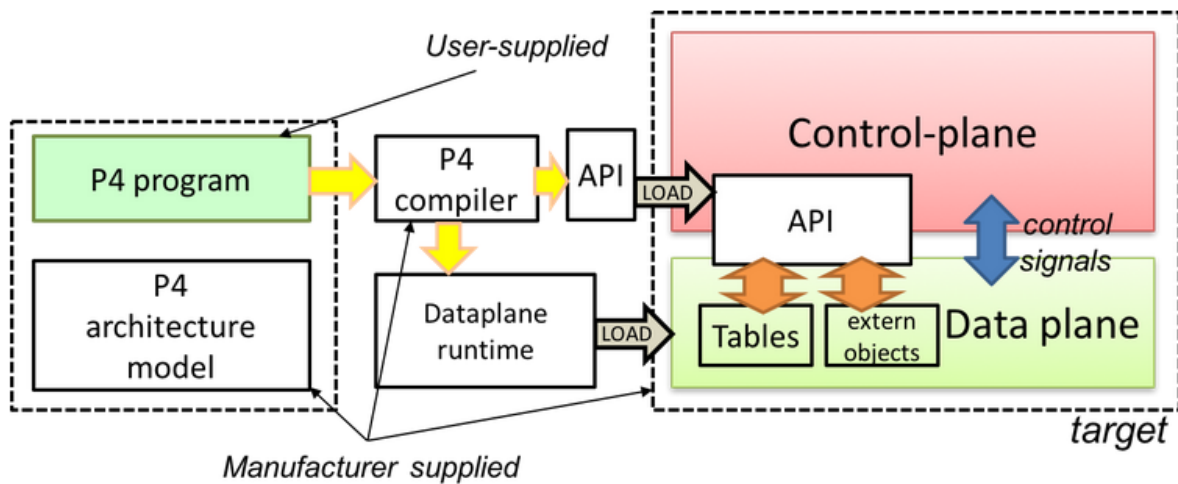 User-supplied
P4 program
P4
compiler
API
LOAD
Control-plane
API
control
signals
P4
architecture
model
Dataplane
runtime
LOAD
Tables
extern
objects
Data plane
target
Manufacturer supplied